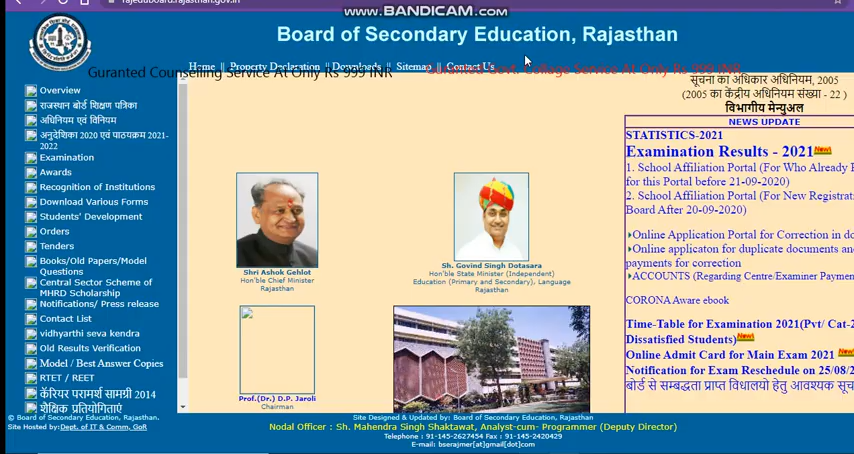 rajeduboard.rajasthan.gov.in
WWW.BANDICAM.COM
Board of Secondary Education, Rajasthan
Home || Property Declaration || Downloads || Sitemap || Contact Us
Guranted Counselling Service At Only Rs 999 INR
Guranted Govt. Collage Service At Only Rs 999 INR
Overview
राजस्थान बोर्ड शिक्षण पत्रिका
अधिनियम एवं विनियम
अनुदेशिका 2020 एवं पाठयक्रम 2021-
2022
Examination
Awards
Recognition of Institutions
Download Various Forms
Students' Development
Orders
Tenders
Books/Old Papers/Model
Questions
Central Sector Scheme of
MHRD Scholarship
Notifications/ Press release
Contact List
vidhyarthi seva kendra
Old Results Verification
Model / Best Answer Copies
RTET / REET
कॅरियर परामर्श सामग्री 2014
शैक्षिक प्रतियोगिताएं
Shri Ashok Gehlot
Hon'ble Chief Minister
Rajasthan
Sh. Govind Singh Dotasara
Hon'ble State Minister (Independent)
Education (Primary and Secondary), Language
Rajasthan
Prof.(Dr.) D.P. Jaroli
Chairman
सूचना का अधिकार अधिनियम, 2005
(2005 का केंद्रीय अधिनियम संख्या - 22 )
विभागीय मेन्युअल
NEWS UPDATE
STATISTICS-2021
Examination Results - 2021 New!
1. School Affiliation Portal (For Who Already
for this Portal before 21-09-2020)
2. School Affiliation Portal (For New
Board After 20-09-2020)
Online Application Portal for Correction in
Online applicaton for duplicate documents
payments for correction
ACCOUNTS (Regarding Centre/Examiner
CORONA Aware ebook
Time-Table for Examination 2021(Pvt/
Dissatisfied Students) New!
Online Admit Card for Main Exam 2021 New
Notification for Exam Reschedule on
बोर्ड से सम्बद्धता प्राप्त विद्यालयो हेतु आवश्यक
© Board of Secondary Education, Rajasthan.
Site Hosted by:Dept. of IT & Comm, GoR
Site Designed & Updated by: Board of Secondary Education, Rajasthan
Nodal Officer : Sh. Mahendra Singh Shaktawat, Analyst-cum- Programmer (Deputy Director)
Telephone : 91-145-2627454 Fax : 91-145-2420429
E-mail: bserajmer[at]gmail[dot]com